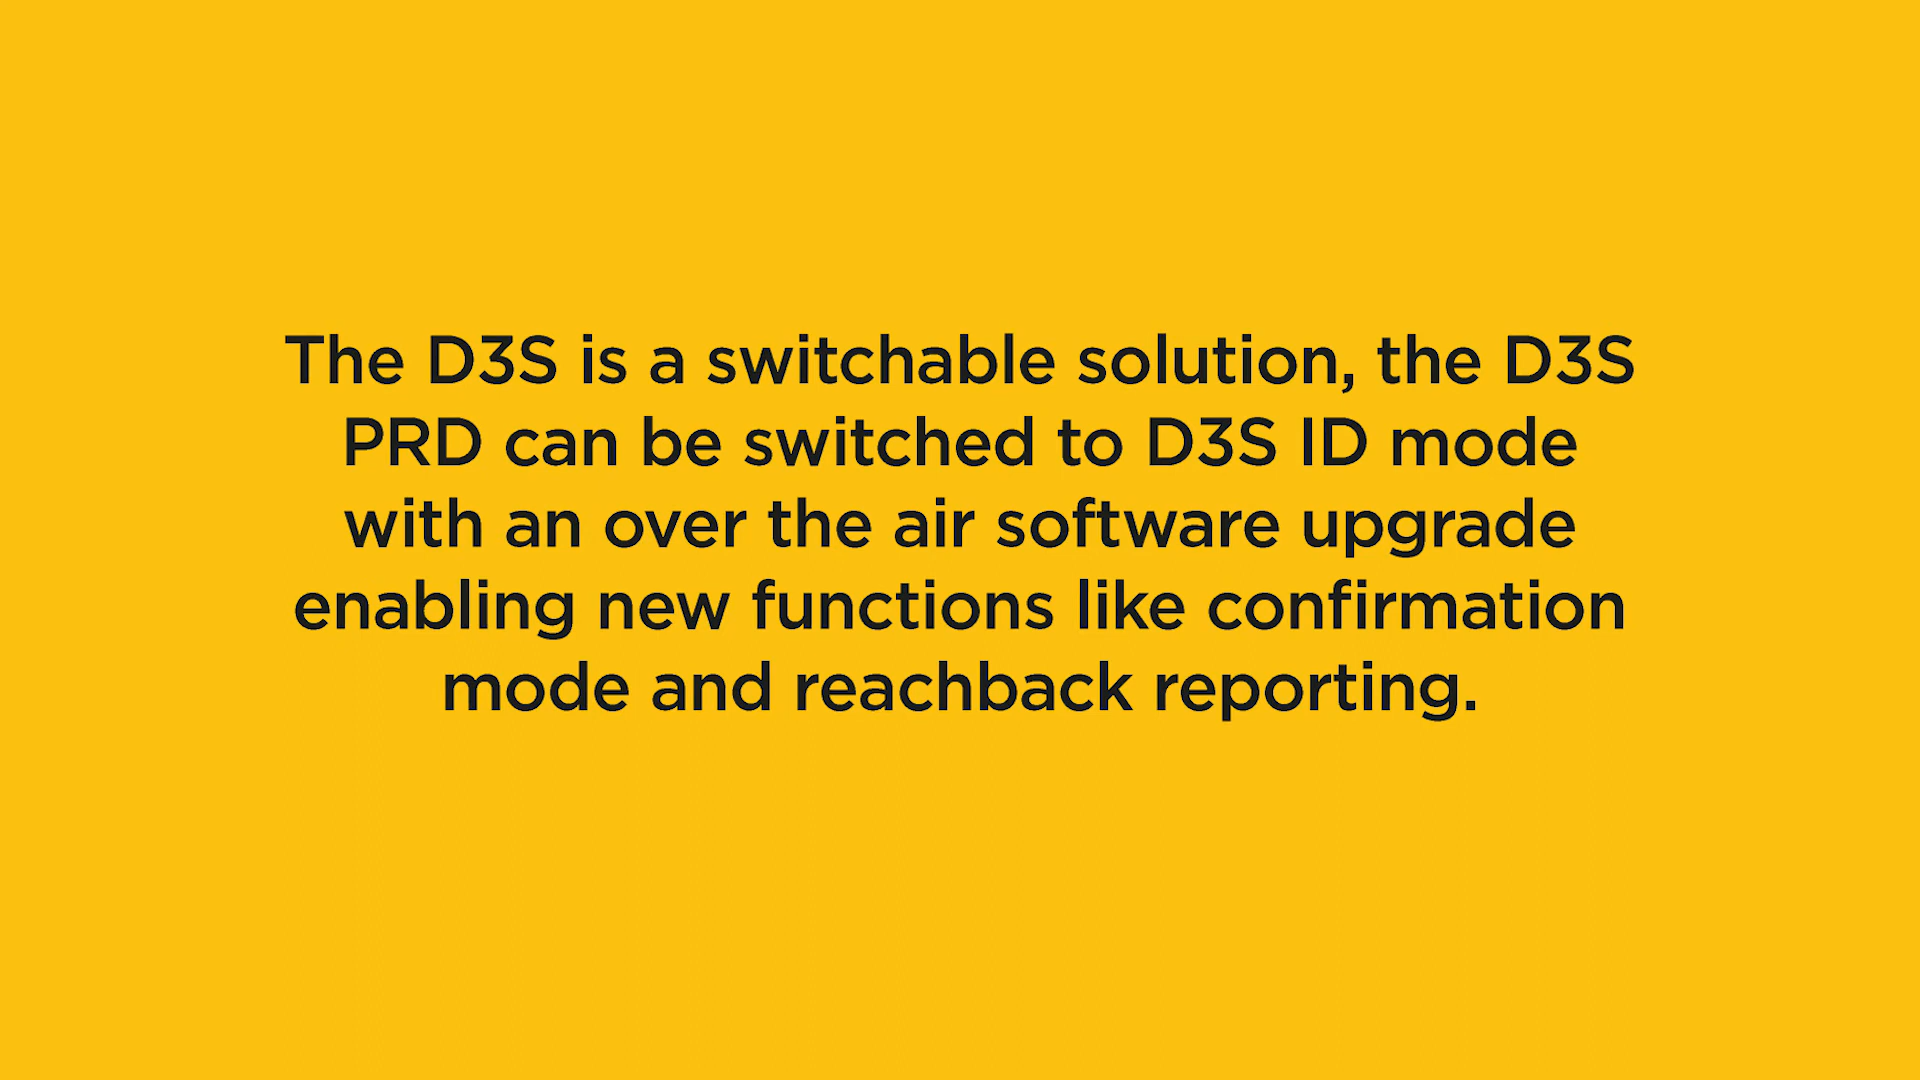 The D3S is a switchable solution, the D3S
PRD can be switched to D3S ID mode
with an over the air software upgrade
enabling new functions like confirmation
mode and reachback reporting.